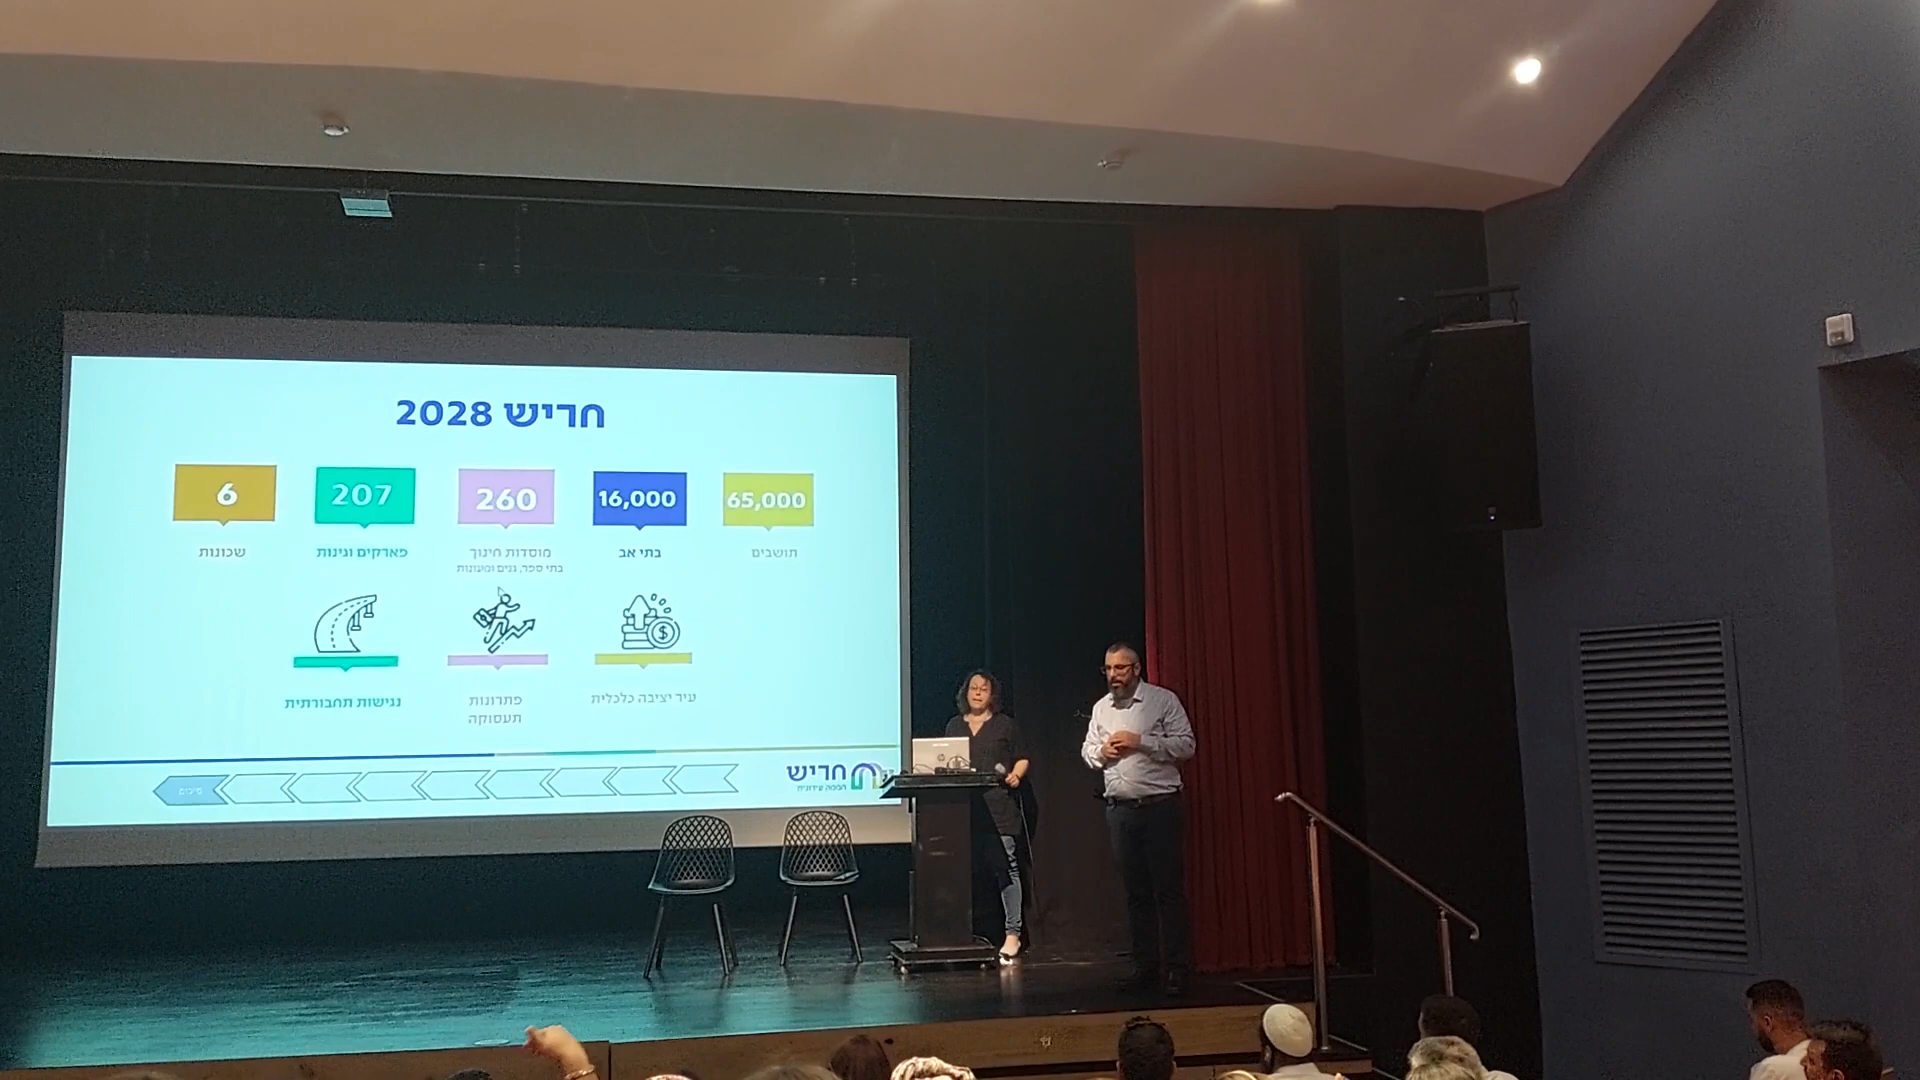 חריש 2028
65,000
תושבים
16,000
בתי אב
260
מוסדות חינוך
בתי ספר, גנים ומעונות
207
פארקים וגינות
6
שכונות
עיר יציבה כלכלית
פתרונות
תעסוקה
נגישות תחבורתית
חריש
סיכום